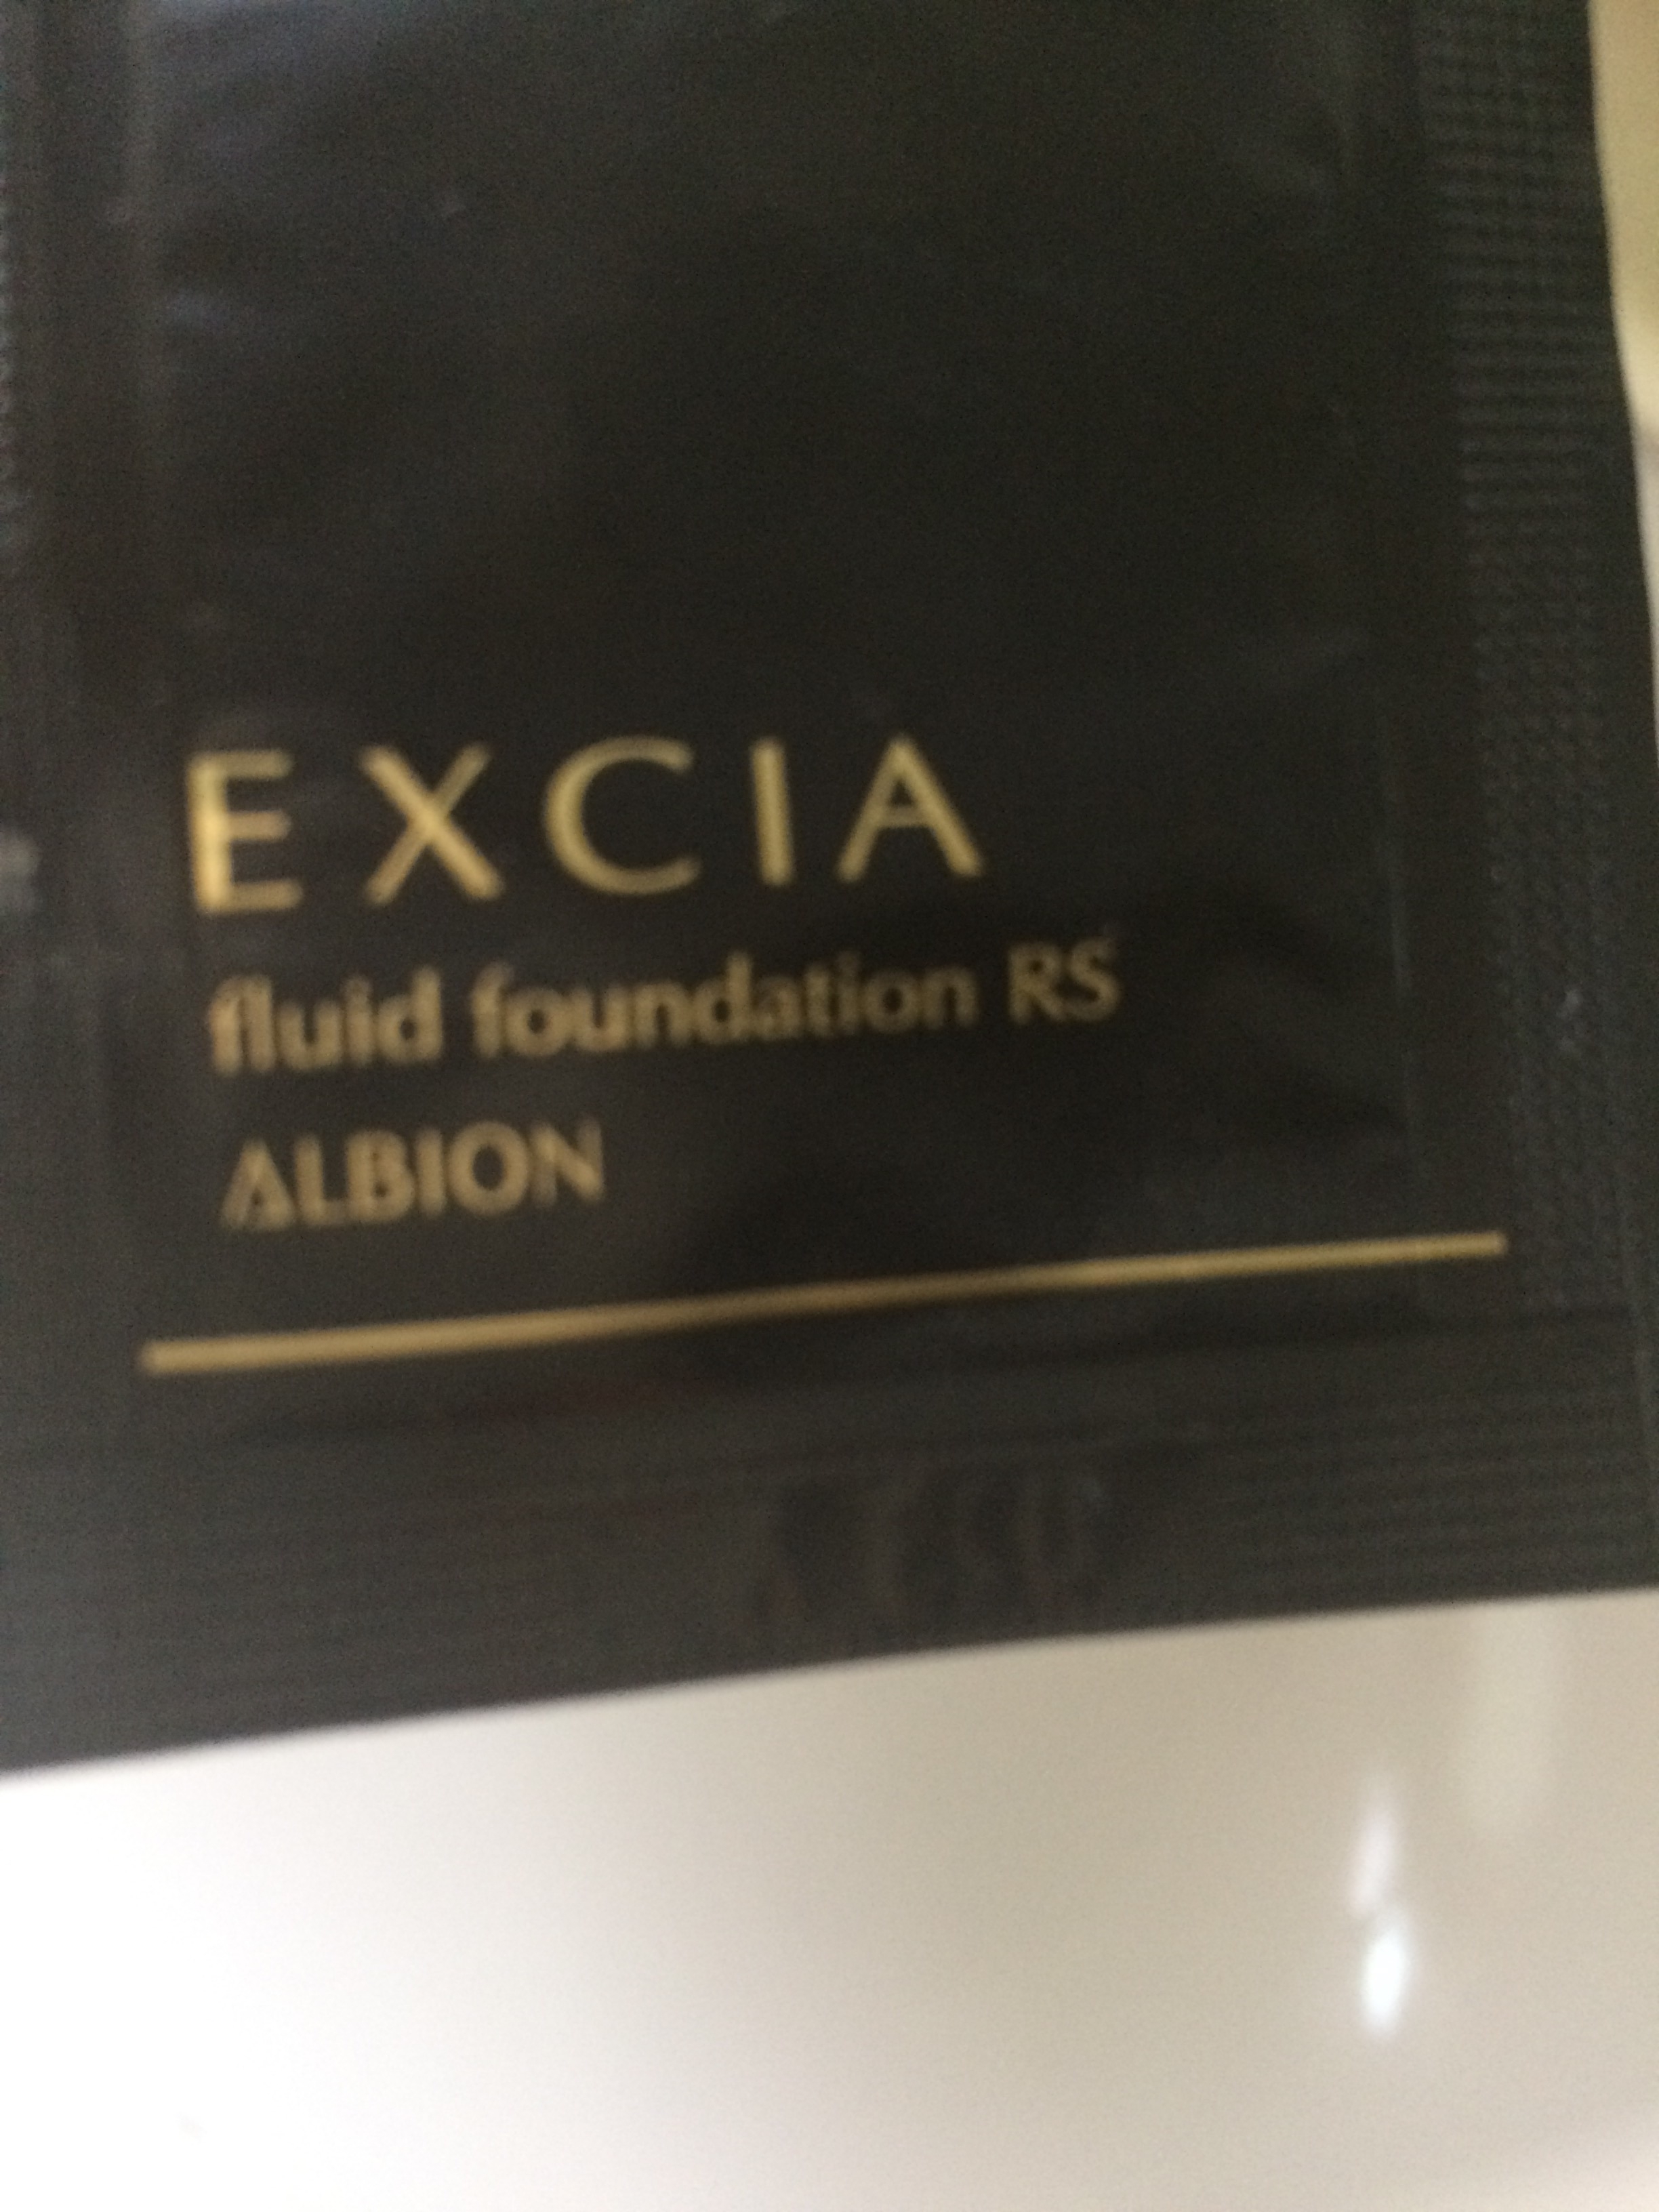 EXCIA
fluid foundation RS
ALBION